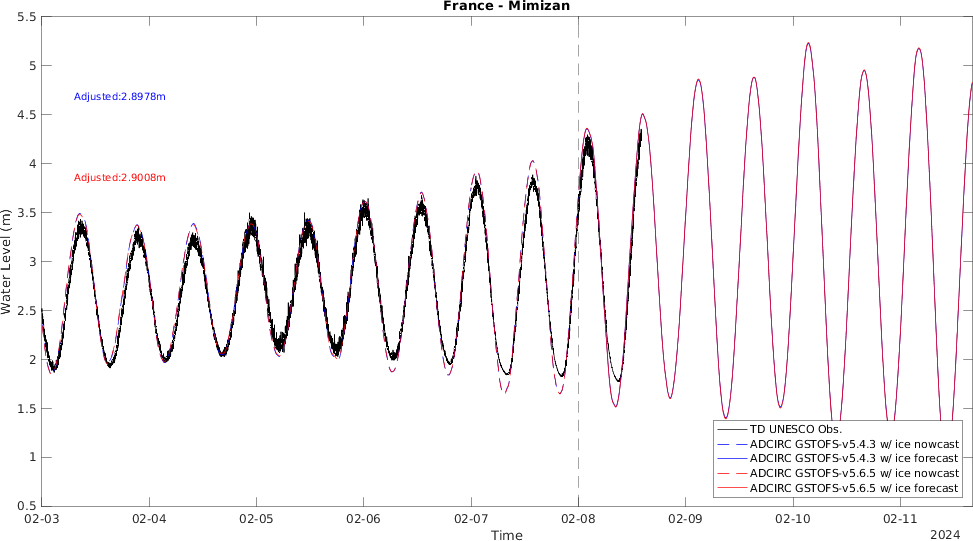 France - Mimizan
5.5
5
4.5
4
3.5
3
2.5
2
1.5
1
0.5
Water Level (m)
Adjusted:2.8978m
Adjusted:2.9008m
TD UNESCO Obs.
ADCIRC GSTOFS-v5.4.3 w/ ice nowcast
ADCIRC GSTOFS-v5.4.3 w/ ice forecast
ADCIRC GSTOFS-v5.6.5 w/ ice nowcast
ADCIRC GSTOFS-v5.6.5 w/ ice forecast
02-03 02-04 02-05 02-06 02-07 02-08 02-09 02-10 02-11
Time
2024